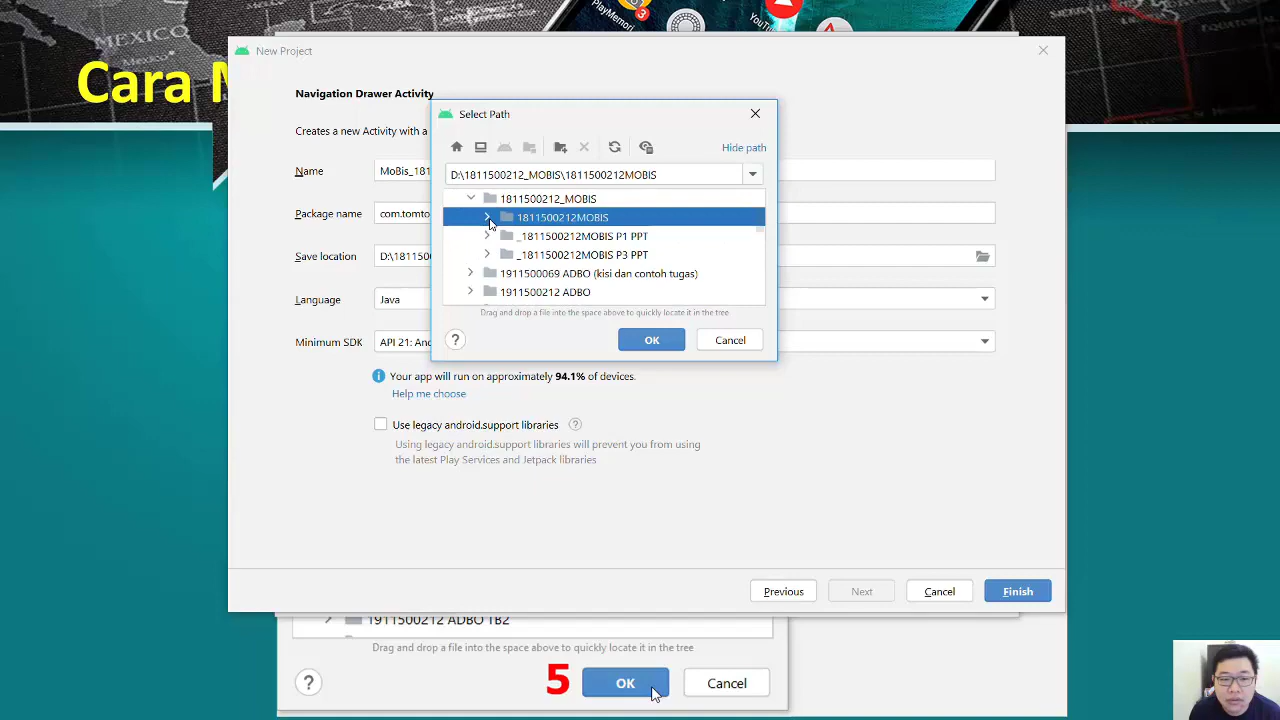 PlayMemori
3
YouTube
MEXICO
MEXICO
Cara M
New Project
Navigation Drawer Activity
Creates a new Activity with a
Name
MoBis_181
Package name
com.tomto
Save location
D:\181150
Language
Java
Minimum SDK
API 21: And
Your app will run on approximately 94.1% of devices.
Help me choose
Use legacy android.support libraries
?
Using legacy android.support libraries will prevent you from using
the latest Play Services and Jetpack libraries
Previous
Next
Cancel
Finish
Select Path
Hide path
D:\1811500212_MOBIS\1811500212MOBIS
1811500212_MOBIS
1811500212MOBIS
_1811500212MOBIS P1 PPT
_1811500212MOBIS P3 PPT
1911500069 ADBO (kisi dan contoh tugas)
1911500212 ADBO
Drag and drop a file into the space above to quickly locate it in the tree
?
OK
Cancel
1911500212 ADBO TB2
Drag and drop a file into the space above to quickly locate it in the tree
?
5
OK
Cancel